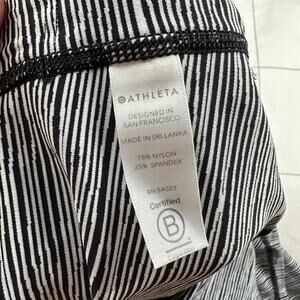 ATHLETA
DESIGNED IN
SAN FRANCISCO
MADE IN SRI LANKA
75% NYLON
25% SPANDEX
RN 54023
Certified
B